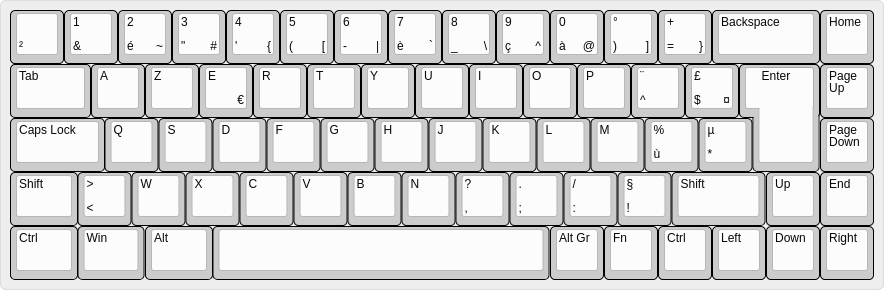 1 2 3 4 5 6 7 8 9 0 ° + Backspace Home
² & é ~ " # ' { ( [ - | è ` _ \ ç ^ à @ ) ] = }
Tab A Z E R T Y U I O P ¨ £ Enter Page Up
€ ^ $ ¤
Caps Lock Q S D F G H J K L M % µ Page Down
ù *
Shift > W X C V B N ? . / § Shift Up End
< , ; : !
Ctrl Win Alt Alt Gr Fn Ctrl Left Down Right